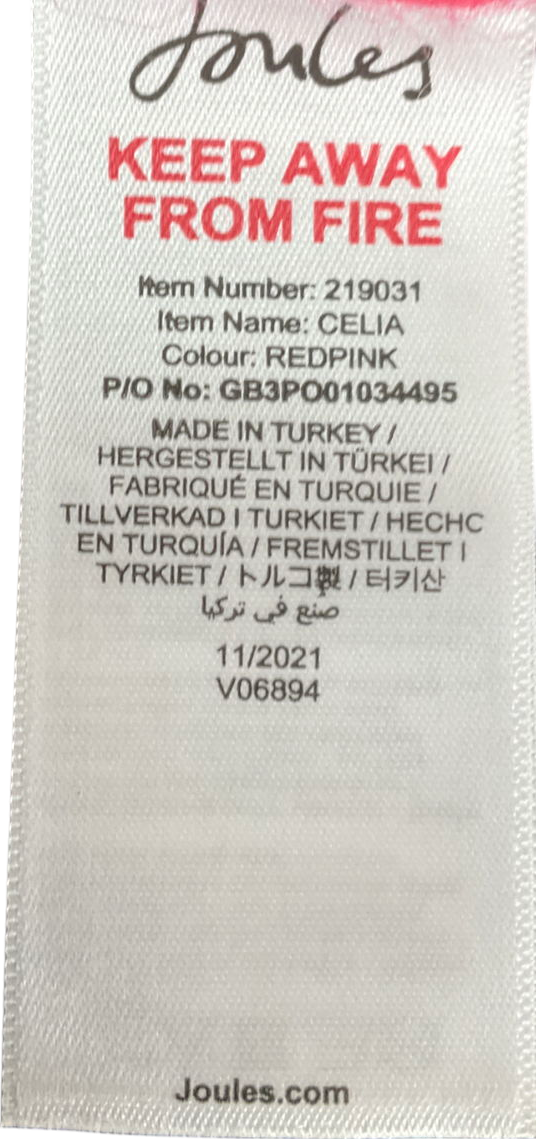 Joules
KEEP AWAY
FROM FIRE
Item Number: 219031
Item Name: CELIA
Colour: REDPINK
P/O No: GB3PO01034495
MADE IN TURKEY /
HERGESTELLT IN TÜRKEI /
FABRIQUÉ EN TURQUIE /
TILLVERKAD I TURKIET / HECHC
EN TURQUÍA / FREMSTILLET I
TYRKIET / トルコ製 / 터키산
صنع في تركيا
11/2021
V06894
Joules.com